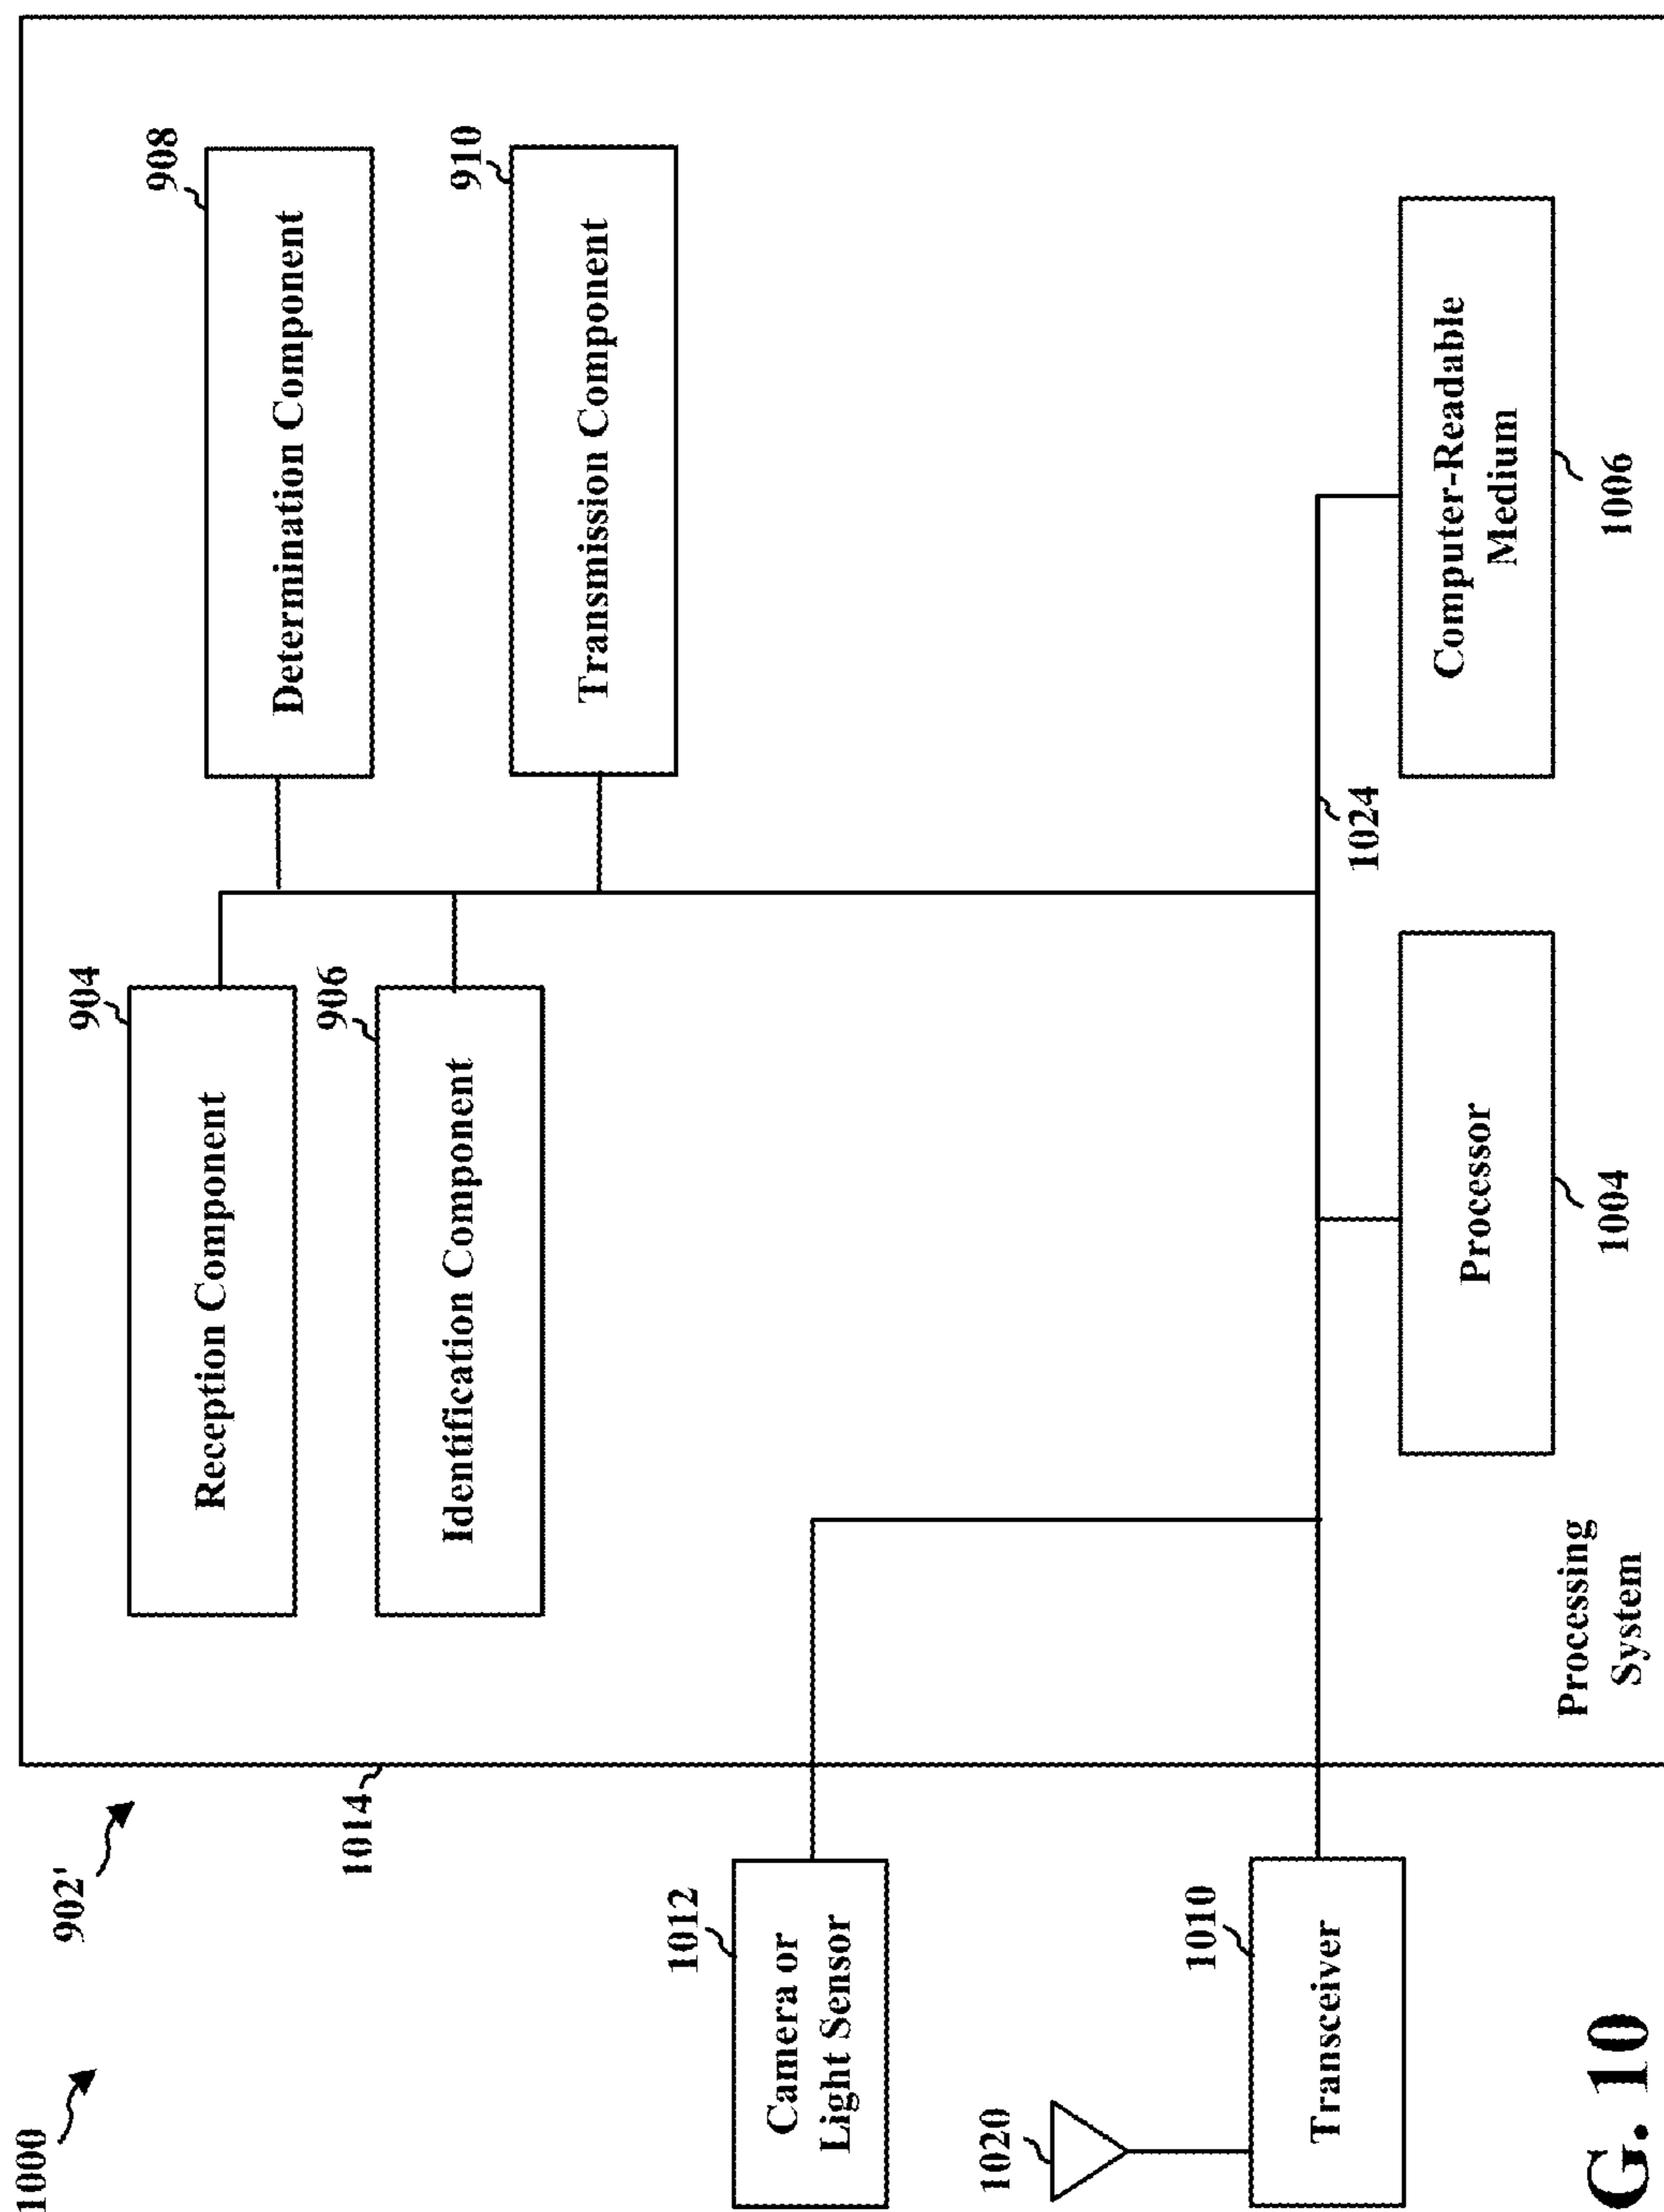 1000
902'
1014
904
Reception Component
906
Identification Component
908
Determination Component
910
Transmission Component
1012
Camera or
Light Sensor
1020
1010
Transceiver
1024
Processor
1004
Computer-Readable
Medium
1006
Processing
System
G. 10